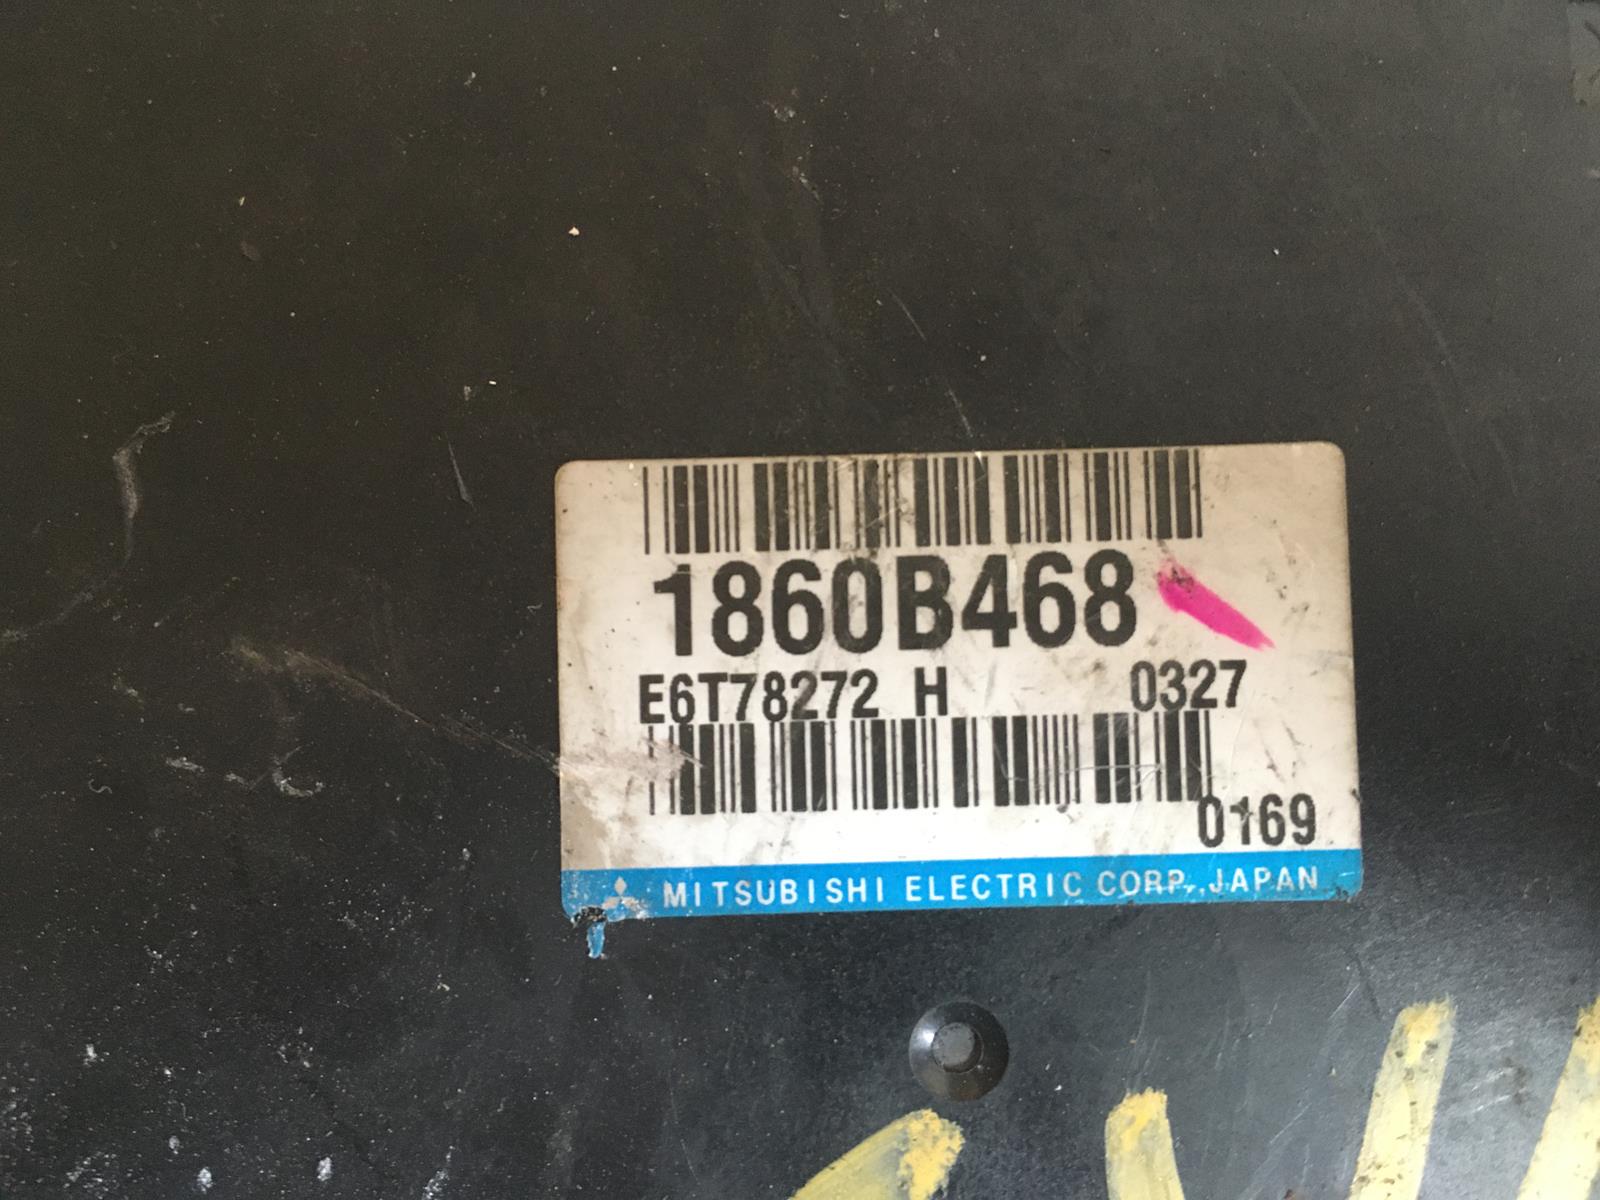 1860B468
E6T78272 H 0327
0169
MITSUBISHI ELECTRIC CORP. JAPAN